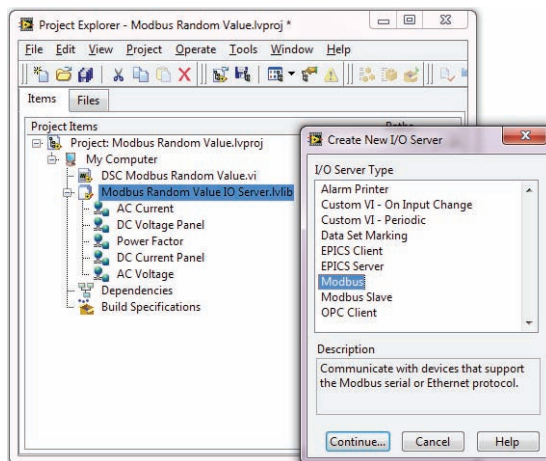 Project Explorer - Modbus Random Value.lvproj *
File Edit View Project Operate Tools Window Help
Items Files
Project Items
Project: Modbus Random Value.lvproj
My Computer
DSC Modbus Random Value.vi
Modbus Random Value IO Server.lvlib
AC Current
DC Voltage Panel
Power Factor
DC Current Panel
AC Voltage
Dependencies
Build Specifications
Create New I/O Server
I/O Server Type
Alarm Printer
Custom VI - On Input Change
Custom VI - Periodic
Data Set Marking
EPICS Client
EPICS Server
Modbus
Modbus Slave
OPC Client
Description
Communicate with devices that support
the Modbus serial or Ethernet protocol.
Continue... Cancel Help